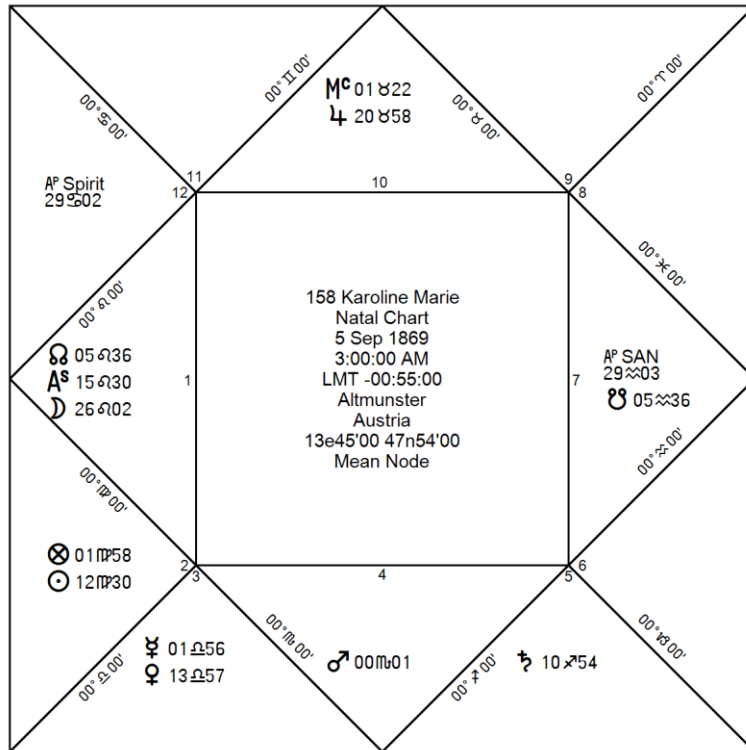 00°♊00'
00°♉00'
00°♋00'
00°♈00'
Mc 01♉22
♃ 20♉58
11
12
10
9
8
AP Spirit
29♋02
00°♌00'
00°♓00'
158 Karoline Marie
Natal Chart
5 Sep 1869
3:00:00 AM
LMT -00:55:00
Altmunster
Austria
13e45'00 47n54'00
Mean Node
☊ 05♌36
As 15♌30
☽ 26♌02
1
7
AP SAN
29♒03
☋ 05♒36
00°♍00'
00°♒00'
⊗ 01♍58
☉ 12♍30
2
3
4
5
6
00°♎00'
☿ 01♎56
♀ 13♎57
00°♏00'
♂ 00♏01
00°♐00'
♄ 10♐54
00°♑00'